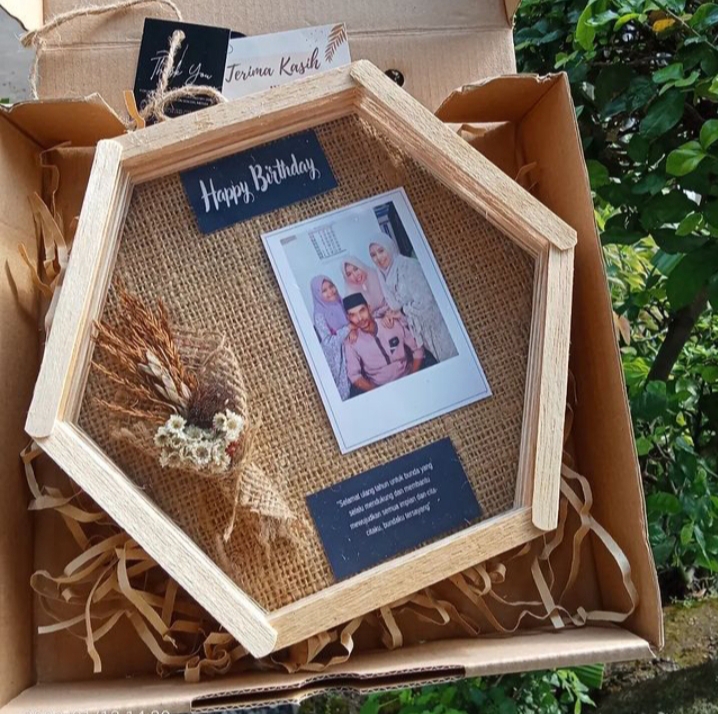 Thank You
Terima Kasih
Happy Birthday
"Selamat ulang tahun untuk bunda yang
selalu mendukung dan membantu
mewujudkan semua impian dan cita-
citaku, bundaku tersayang"